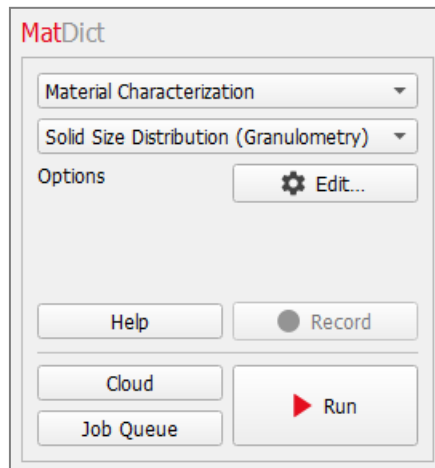 MatDict
Material Characterization
Solid Size Distribution (Granulometry)
Options
Edit...
Help
Record
Cloud
Run
Job Queue